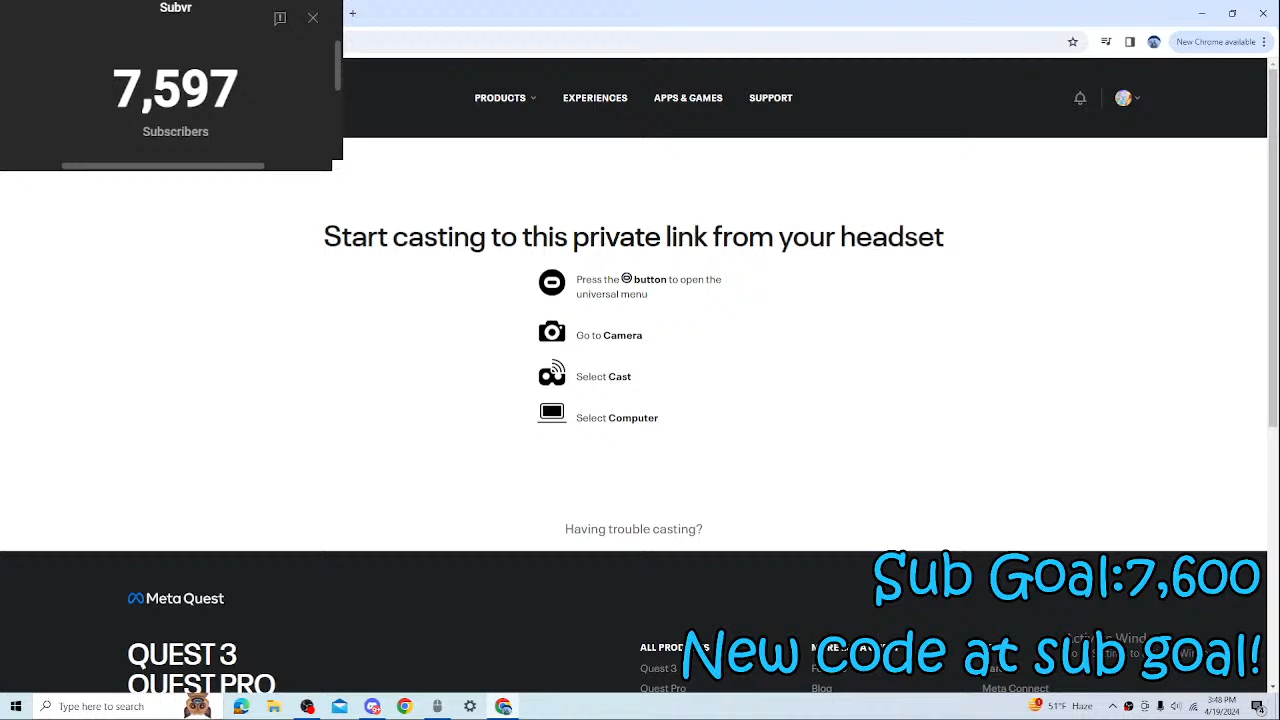 Subvr
7,597
Subscribers
New Chrome available
PRODUCTS
EXPERIENCES
APPS & GAMES
SUPPORT
Start casting to this private link from your headset
Press the button to open the
universal menu
Go to Camera
Select Cast
Select Computer
Having trouble casting?
Sub Goal:7,600
Meta Quest
New code at sub goal!
QUEST 3
QUEST PRO
ALL PROD
Quest 3
Quest Pro
Blog
Meta Connect
Type here to search
51°F Haze
3:48 PM
4/19/2024